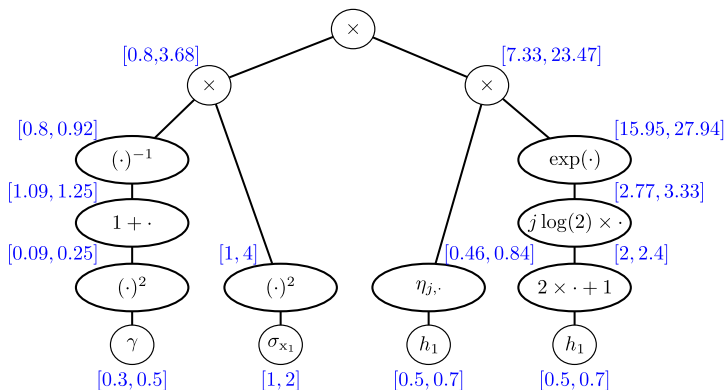 ×
[0.8,3.68]
[7.33, 23.47]
×
×
[0.8, 0.92]
[15.95, 27.94]
(·)⁻¹
exp(·)
[1.09, 1.25]
[2.77, 3.33]
1 + ·
j log(2) × ·
[0.09, 0.25]
[1, 4]
[0.46, 0.84]
[2, 2.4]
(·)²
(·)²
ηⱼ,·
2 × · + 1
γ
σₓ₁
h₁
h₁
[0.3, 0.5]
[1, 2]
[0.5, 0.7]
[0.5, 0.7]